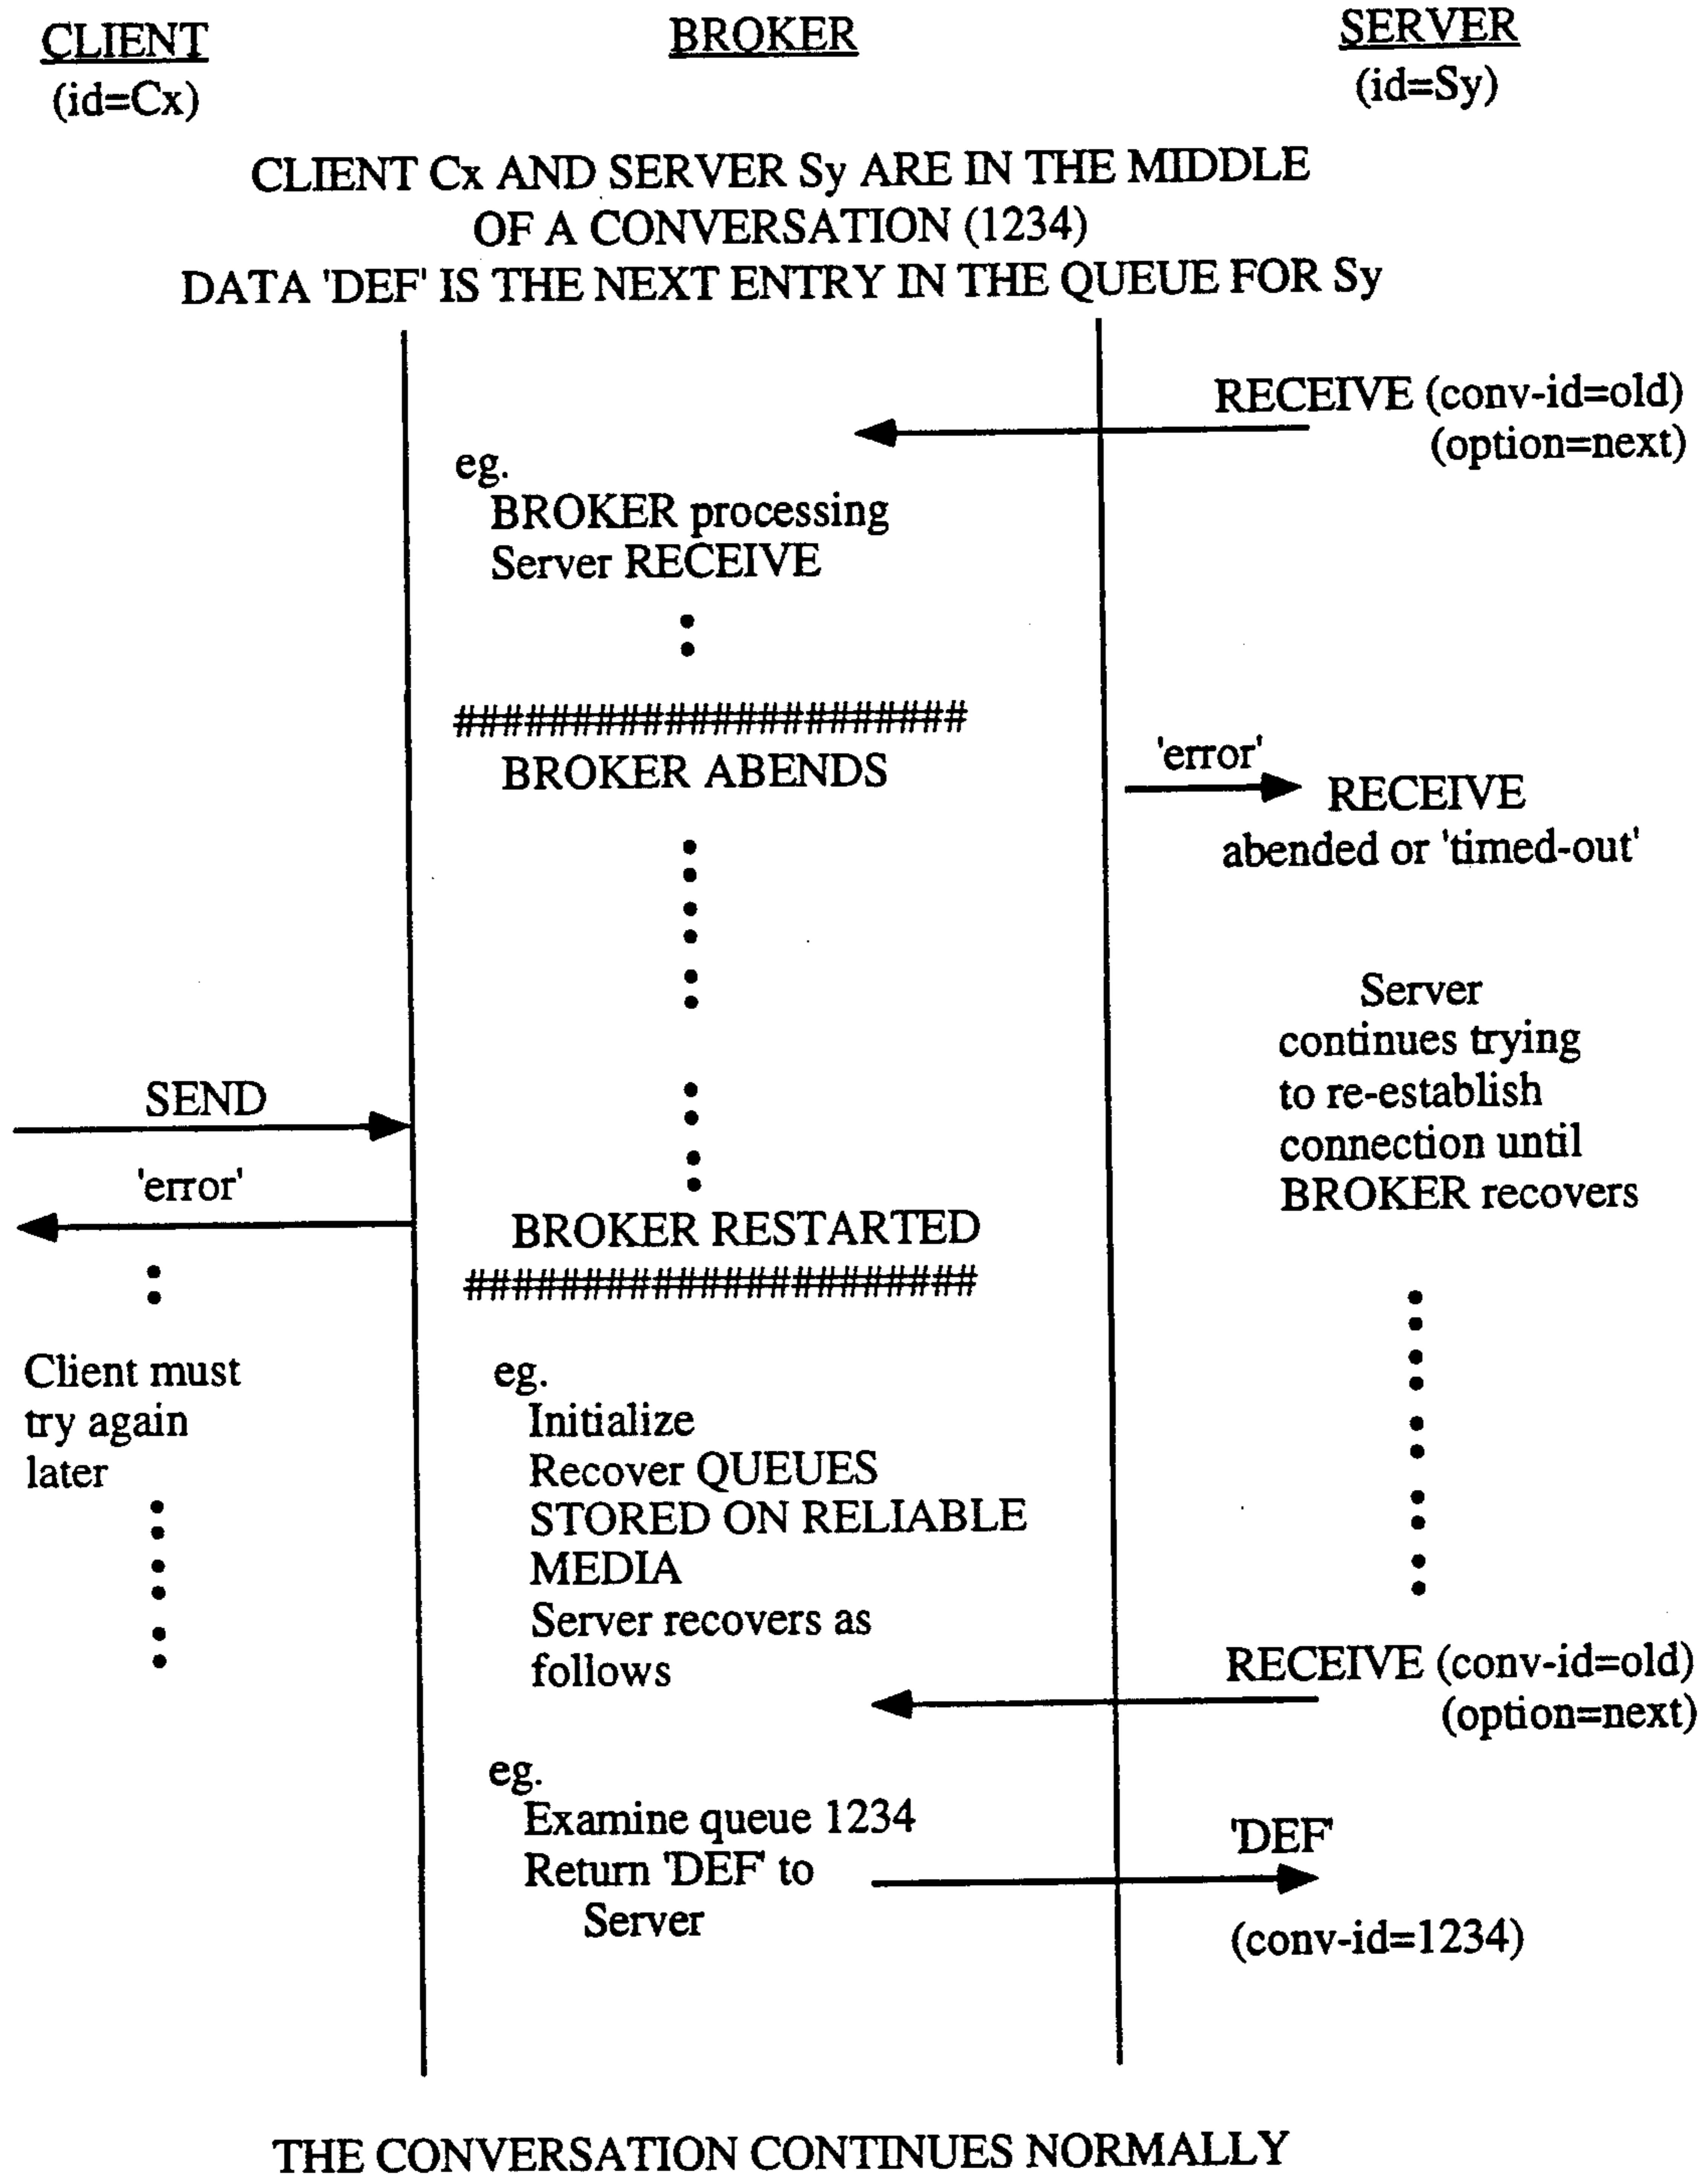 CLIENT
(id=Cx)
BROKER
SERVER
(id=Sy)
CLIENT Cx AND SERVER Sy ARE IN THE MIDDLE
OF A CONVERSATION (1234)
DATA 'DEF' IS THE NEXT ENTRY IN THE QUEUE FOR Sy
RECEIVE (conv-id=old)
(option=next)
eg.
BROKER processing
Server RECEIVE
######################
BROKER ABENDS
'error'
RECEIVE
abended or 'timed-out'
Server
continues trying
to re-establish
connection until
BROKER recovers
SEND
'error'
BROKER RESTARTED
######################
Client must
try again
later
eg.
Initialize
Recover QUEUES
STORED ON RELIABLE
MEDIA
Server recovers as
follows
RECEIVE (conv-id=old)
(option=next)
eg.
Examine queue 1234
Return 'DEF' to
Server
'DEF'
(conv-id=1234)
THE CONVERSATION CONTINUES NORMALLY